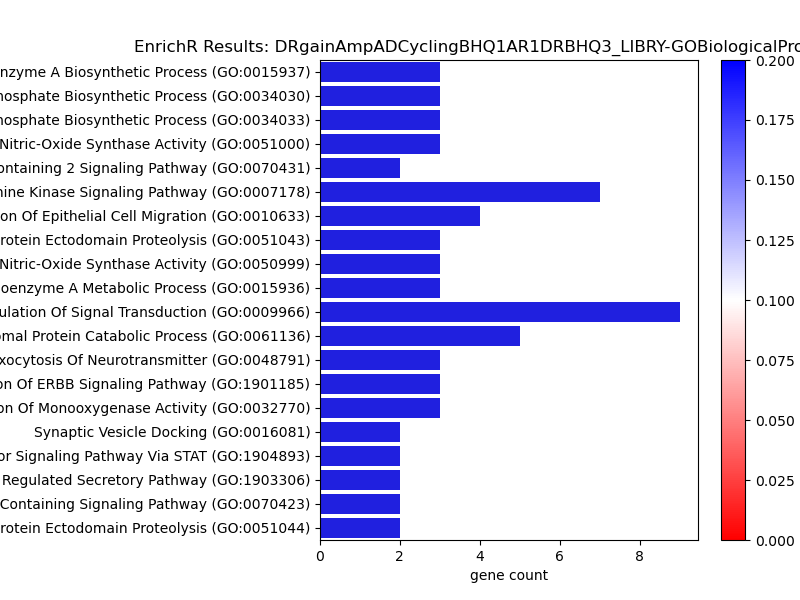 EnrichR Results: DRgainAmpADCyclingBHQ1AR1DRBHQ3_LIBRY-GOBiologicalPro
nzyme A Biosynthetic Process (GO:0015937)
hosphate Biosynthetic Process (GO:0034030)
hosphate Biosynthetic Process (GO:0034033)
Nitric-Oxide Synthase Activity (GO:0051000)
ontaining 2 Signaling Pathway (GO:0070431)
nine Kinase Signaling Pathway (GO:0007178)
on Of Epithelial Cell Migration (GO:0010633)
rotein Ectodomain Proteolysis (GO:0051043)
Nitric-Oxide Synthase Activity (GO:0050999)
oenzyme A Metabolic Process (GO:0015936)
ulation Of Signal Transduction (GO:0009966)
omal Protein Catabolic Process (GO:0061136)
xocytosis Of Neurotransmitter (GO:0048791)
on Of ERBB Signaling Pathway (GO:1901185)
on Of Monooxygenase Activity (GO:0032770)
Synaptic Vesicle Docking (GO:0016081)
or Signaling Pathway Via STAT (GO:1904893)
Regulated Secretory Pathway (GO:1903306)
Containing Signaling Pathway (GO:0070423)
rotein Ectodomain Proteolysis (GO:0051044)
0 2 4 6 8
gene count
0.200
0.175
0.150
0.125
0.100
0.075
0.050
0.025
0.000